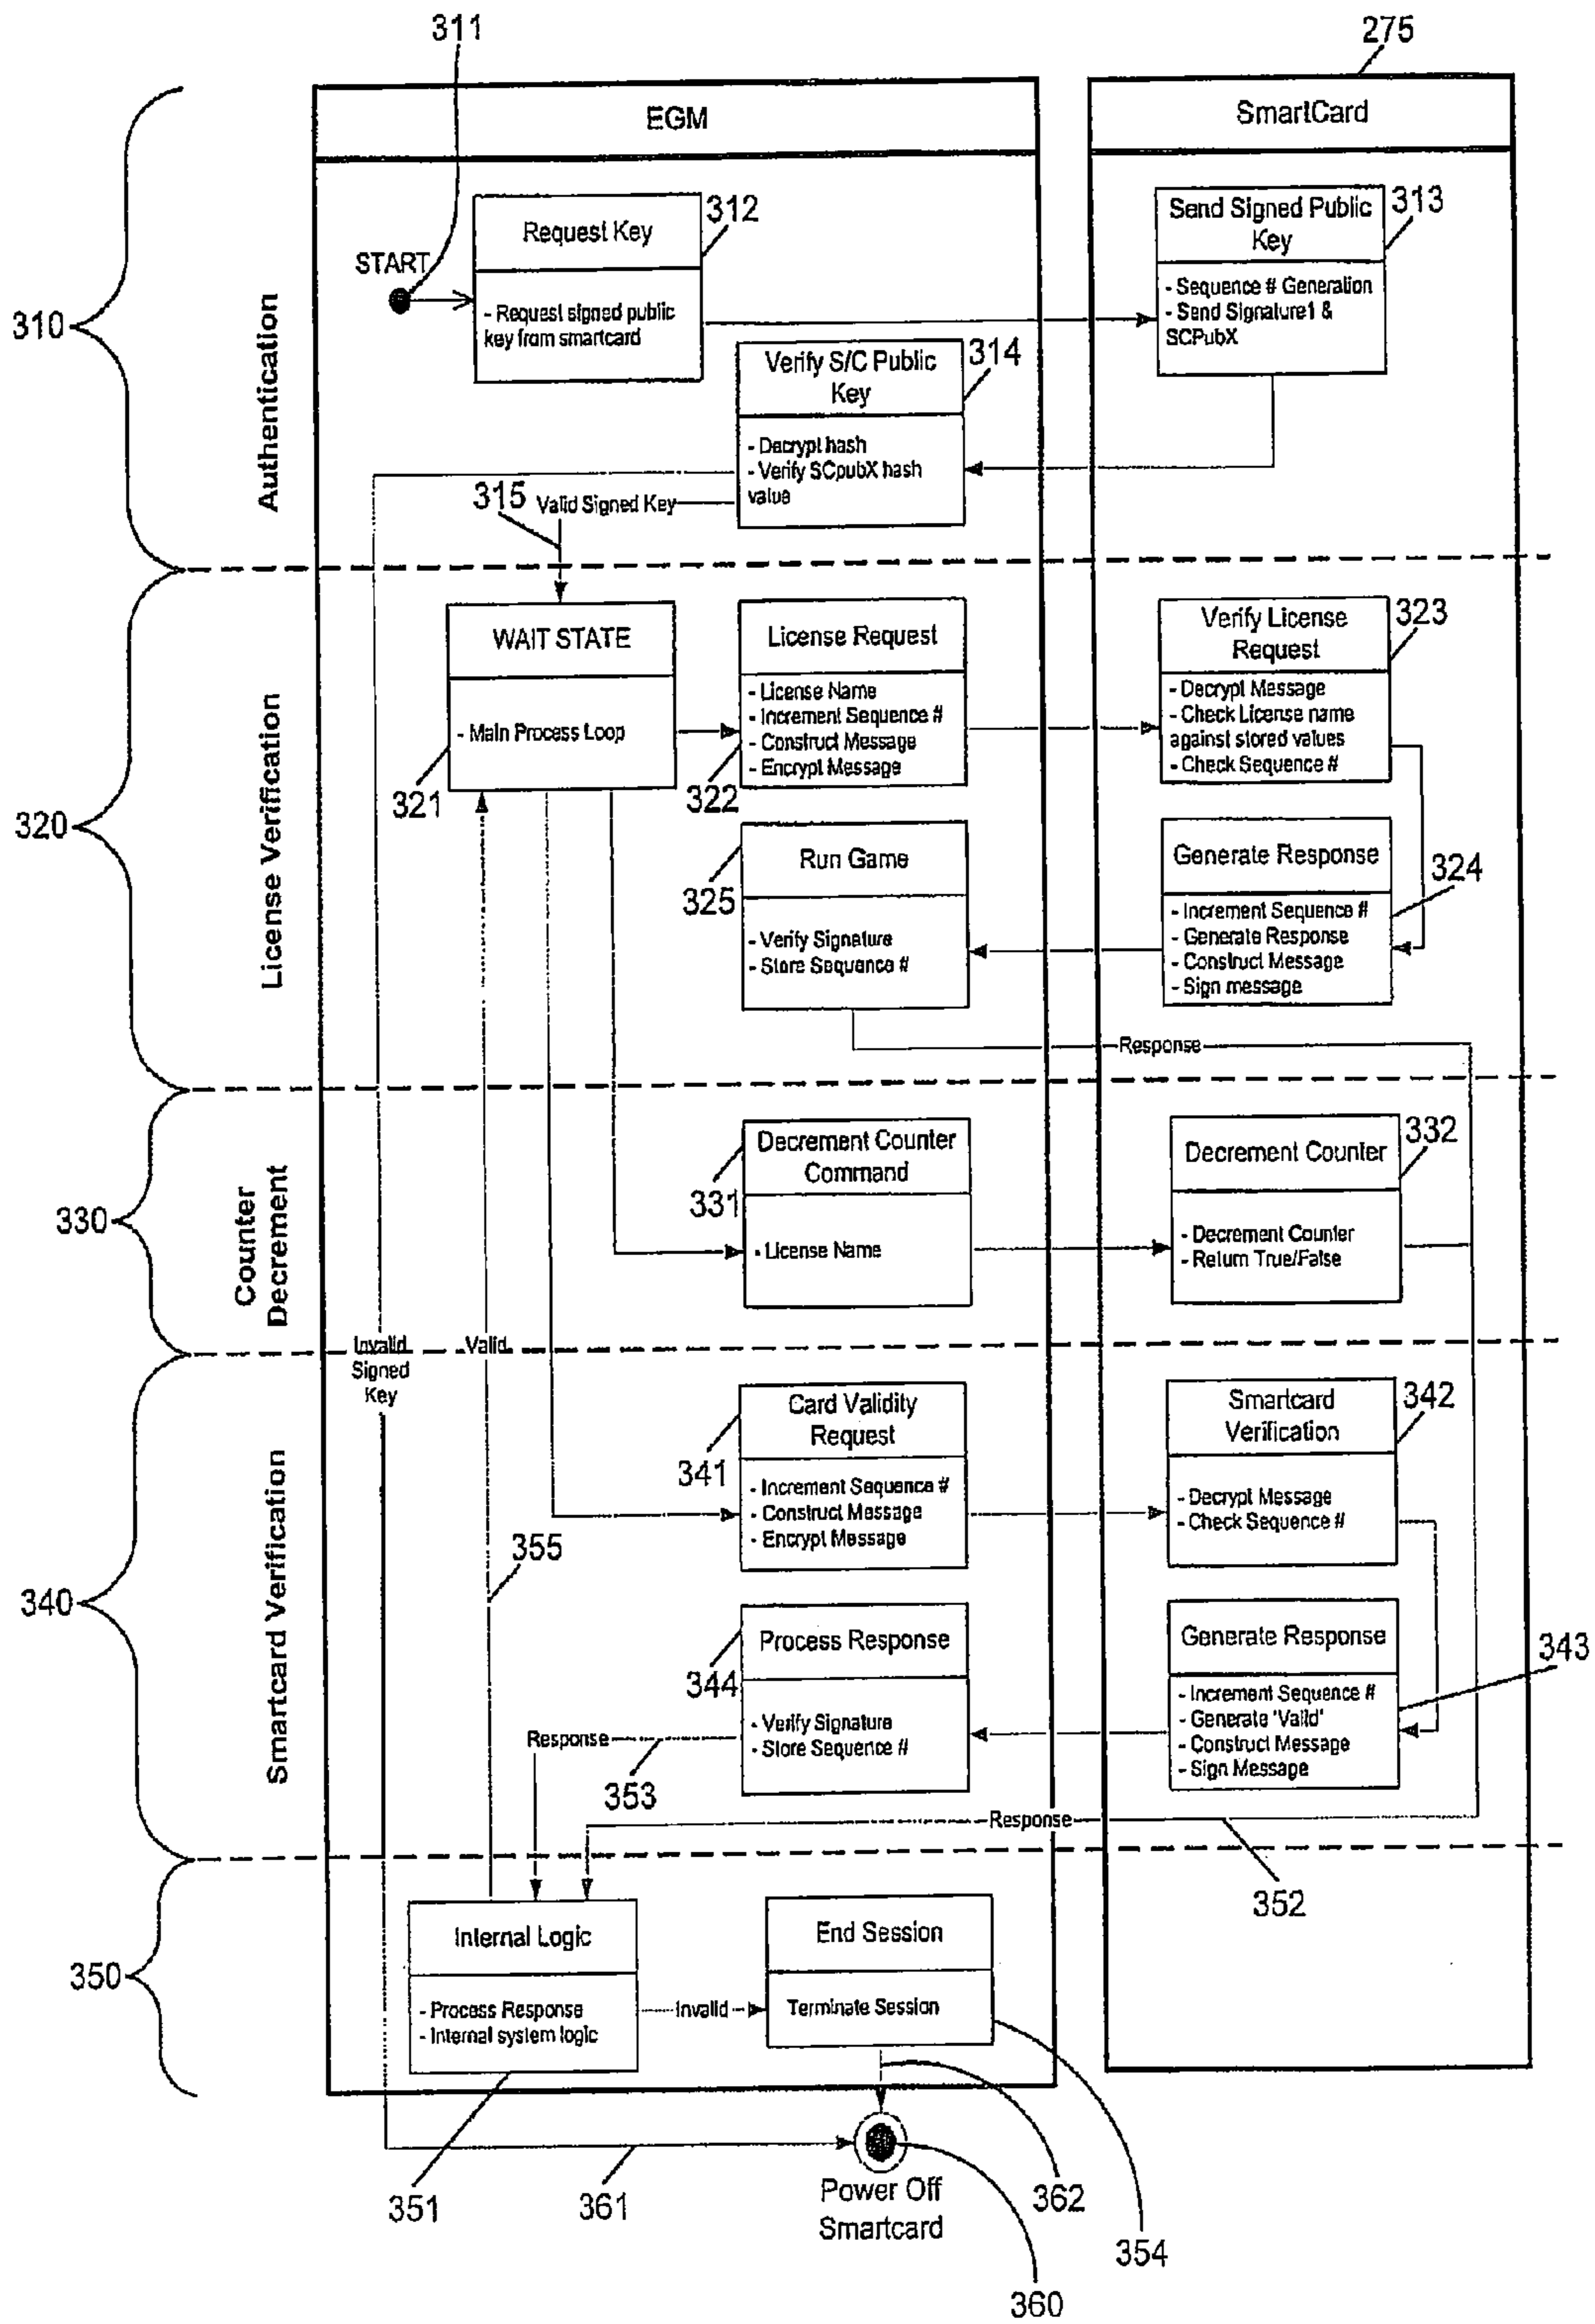 311
275
EGM
SmartCard
310
Authentication
START
Request Key
312
- Request signed public
key from smartcard
Send Signed Public
Key
313
- Sequence # Generation
- Send Signature1 &
SCPubX
Verify S/C Public
Key
314
- Decrypt hash
- Verify SCpubX hash
value
315
Valid Signed Key
320
License Verification
WAIT STATE
- Main Process Loop
321
License Request
- License Name
- Increment Sequence #
- Construct Message
- Encrypt Message
322
Verify License
Request
323
- Decrypt Message
- Check License name
against stored values
- Check Sequence #
Run Game
325
- Verify Signature
- Store Sequence #
Generate Response
324
- Increment Sequence #
- Generate Response
- Construct Message
- Sign message
Response
330
Counter
Decrement
Decrement Counter
Command
331
- License Name
Decrement Counter
332
- Decrement Counter
- Return True/False
Invalid
Signed
Key
Valid
340
Smartcard Verification
Card Validity
Request
341
- Increment Sequence #
- Construct Message
- Encrypt Message
Smartcard
Verification
342
- Decrypt Message
- Check Sequence #
355
Process Response
344
- Verify Signature
- Store Sequence #
Generate Response
343
- Increment Sequence #
- Generate 'Valid'
- Construct Message
- Sign Message
Response
353
Response
352
350
Internal Logic
- Process Response
- Internal system logic
351
Invalid
End Session
Terminate Session
354
361
362
Power Off
Smartcard
360